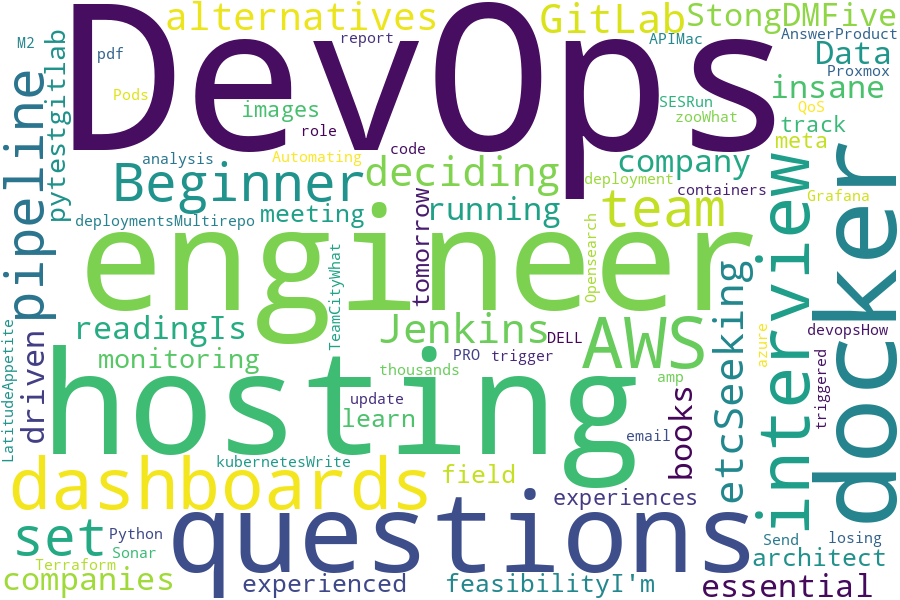 DevOps
alternatives
GitLab
StongDMFive
M2
report
APIMac
AnswerProduct
pdf
Data
Proxmox
Pods
images
role
SESRun
zooWhat
insane
QoS
track
meta
pytestgitlab
pipeline
analysis
Automating
code
Beginner
deciding
company
deployment
containers
Grafana
deploymentsMultirepo
meeting
tomorrow
running
team
interview
docker
engineer
Opensearch
TeamCityWhat
readingIs
Jenkins
AWS
DELL
etcSeeking
azure
devopsHow
driven
LatitudeAppetite
monitoring
PRO
trigger
thousands
amp
triggered
hosting
update
learn
books
email
dashboards
kubernetesWrite
field
experiences
set
Python
Sonar
questions
Send
losing
architect
Terraform
companies
experienced
feasibilityI'm
essential